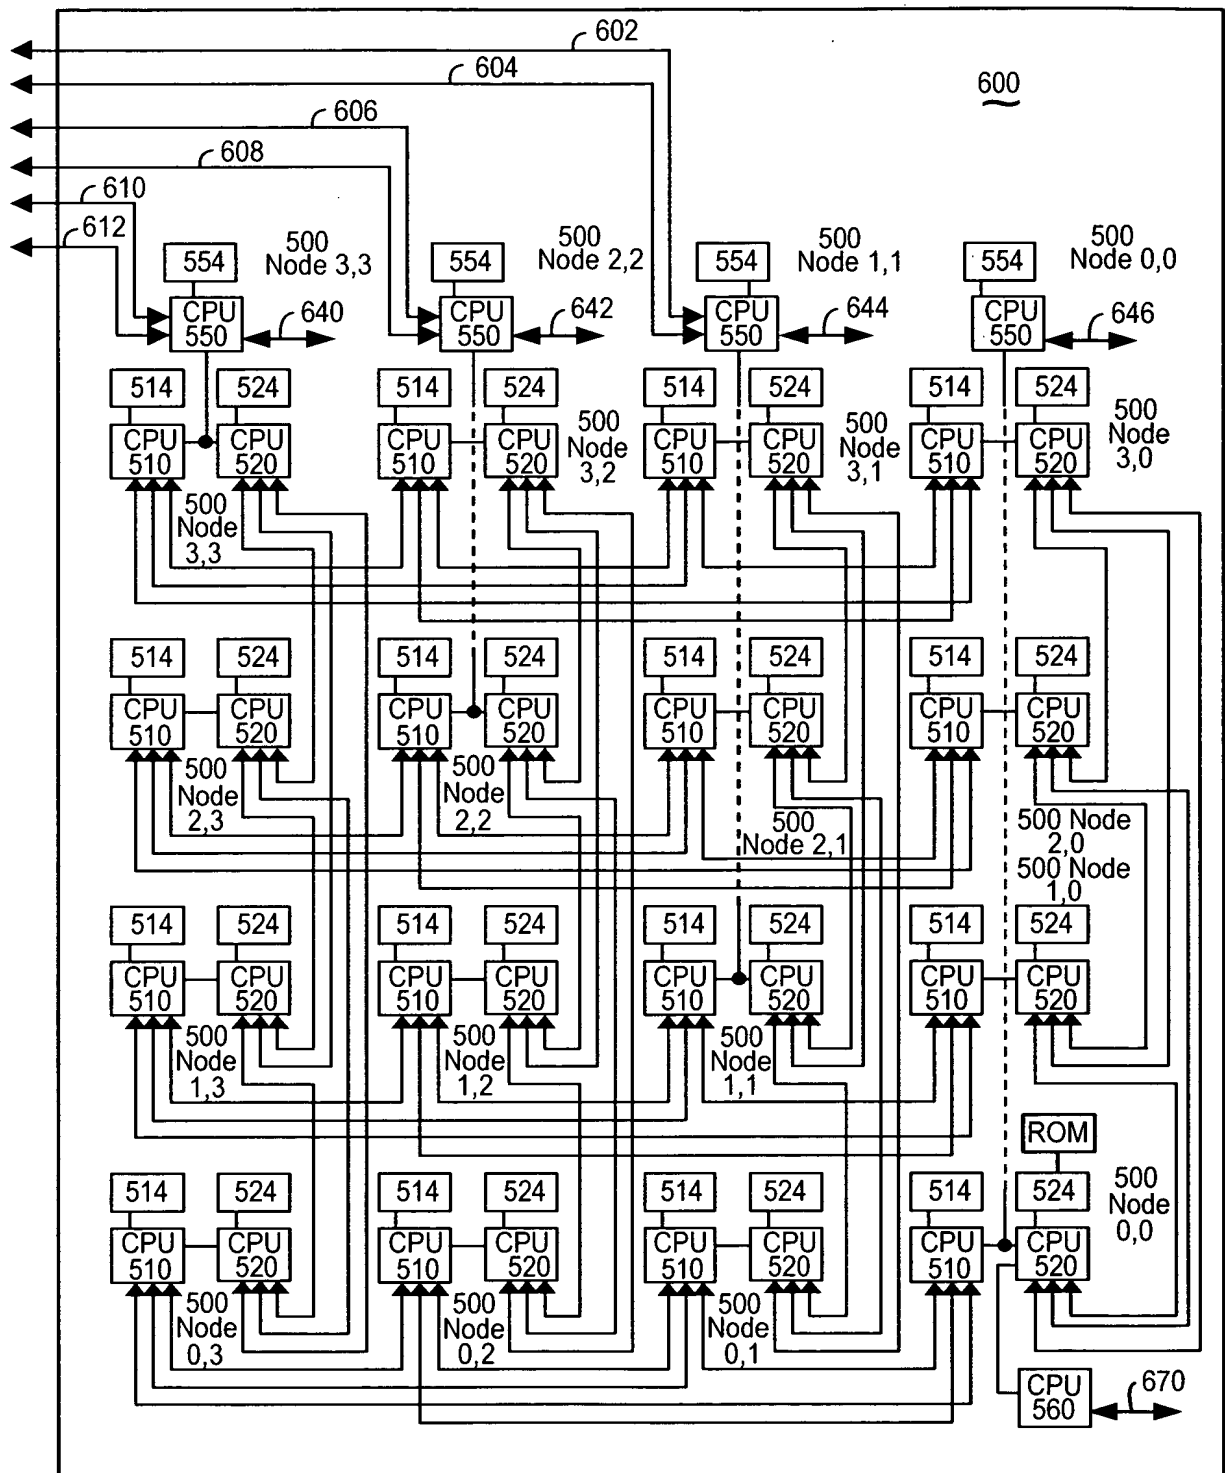 602
604
600
606
608
610
612
554
500
Node 3,3
554
500
Node 2,2
554
500
Node 1,1
554
500
Node 0,0
CPU
550
640
CPU
550
642
CPU
550
644
CPU
550
646
514
524
514
524
514
524
514
524
CPU
510
CPU
520
CPU
510
CPU
520
500
Node
3,2
CPU
510
CPU
520
500
Node
3,1
CPU
510
CPU
520
500
Node
3,0
500
Node
3,3
514
524
514
524
514
524
514
524
CPU
510
CPU
520
CPU
510
CPU
520
CPU
510
CPU
520
CPU
510
CPU
520
500
Node
2,3
500
Node
2,2
500
Node 2,1
500 Node
2,0
500 Node
1,0
514
524
514
524
514
524
514
524
CPU
510
CPU
520
CPU
510
CPU
520
CPU
510
CPU
520
CPU
510
CPU
520
500
Node
1,3
500
Node
1,2
500
Node
1,1
ROM
514
524
514
524
514
524
514
524
500
Node
0,0
CPU
510
CPU
520
CPU
510
CPU
520
CPU
510
CPU
520
CPU
510
CPU
520
500
Node
0,3
500
Node
0,2
500
Node
0,1
CPU
560
670